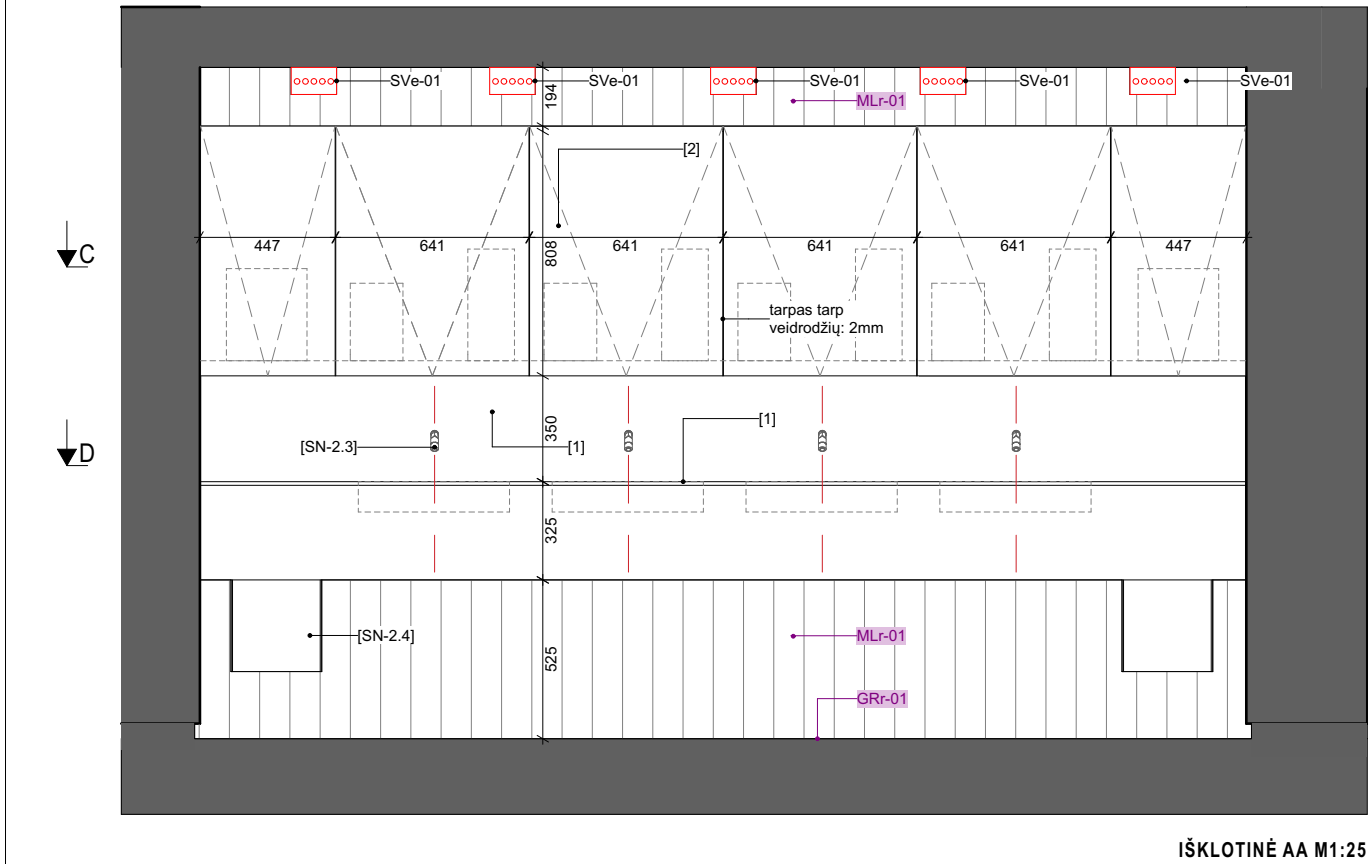 SVe-01
SVe-01
SVe-01
SVe-01
SVe-01
194
MLr-01
[2]
C
447
641
641
641
641
447
808
tarpas tarp
veidrodžių: 2mm
D
[SN-2.3]
350
[1]
[1]
325
[SN-2.4]
525
MLr-01
GRr-01
IŠKLOTINĖ AA M1:25